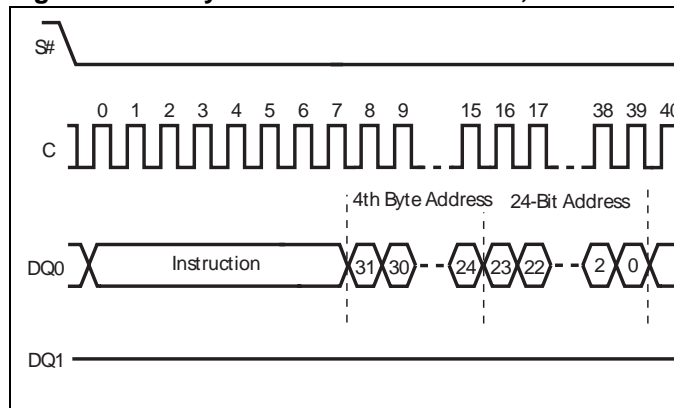 S#
0 1 2 3 4 5 6 7 8 9 15 16 17 38 39 40
C
4th Byte Address 24-Bit Address
DQ0 Instruction 31 30 24 23 22 2 0
DQ1